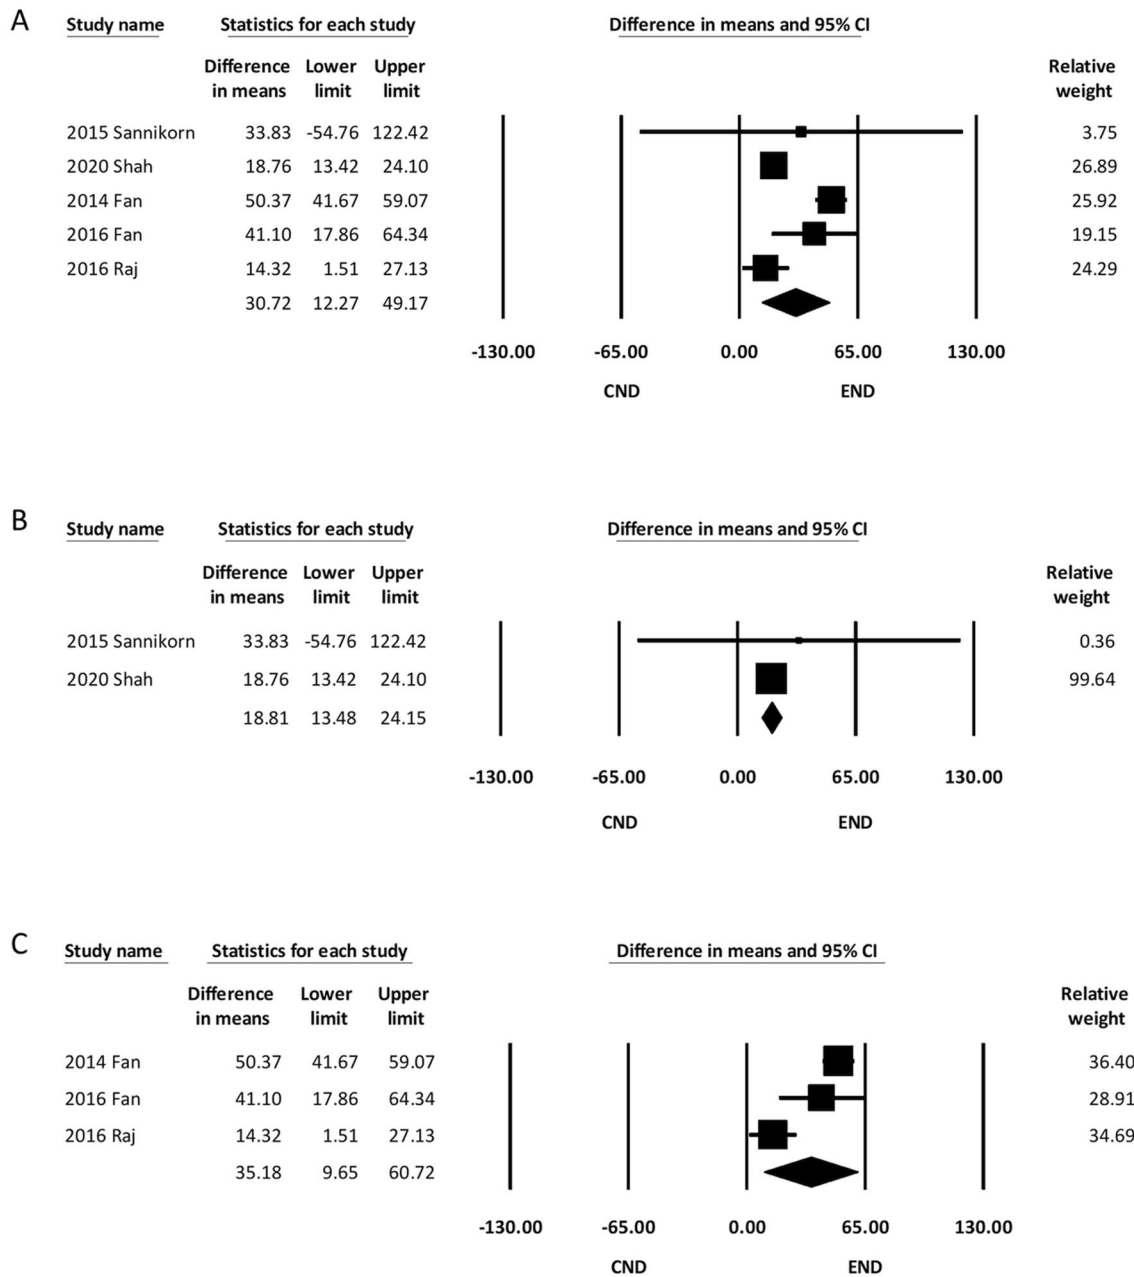 A
Study name Statistics for each study Difference in means and 95% CI
Difference Lower Upper Relative
in means limit limit weight
2015 Sannikorn 33.83 -54.76 122.42 3.75
2020 Shah 18.76 13.42 24.10 26.89
2014 Fan 50.37 41.67 59.07 25.92
2016 Fan 41.10 17.86 64.34 19.15
2016 Raj 14.32 1.51 27.13 24.29
30.72 12.27 49.17
-130.00 -65.00 0.00 65.00 130.00
CND END
B
Study name Statistics for each study Difference in means and 95% CI
Difference Lower Upper Relative
in means limit limit weight
2015 Sannikorn 33.83 -54.76 122.42 0.36
2020 Shah 18.76 13.42 24.10 99.64
18.81 13.48 24.15
-130.00 -65.00 0.00 65.00 130.00
CND END
C
Study name Statistics for each study Difference in means and 95% CI
Difference Lower Upper Relative
in means limit limit weight
2014 Fan 50.37 41.67 59.07 36.40
2016 Fan 41.10 17.86 64.34 28.91
2016 Raj 14.32 1.51 27.13 34.69
35.18 9.65 60.72
-130.00 -65.00 0.00 65.00 130.00
CND END